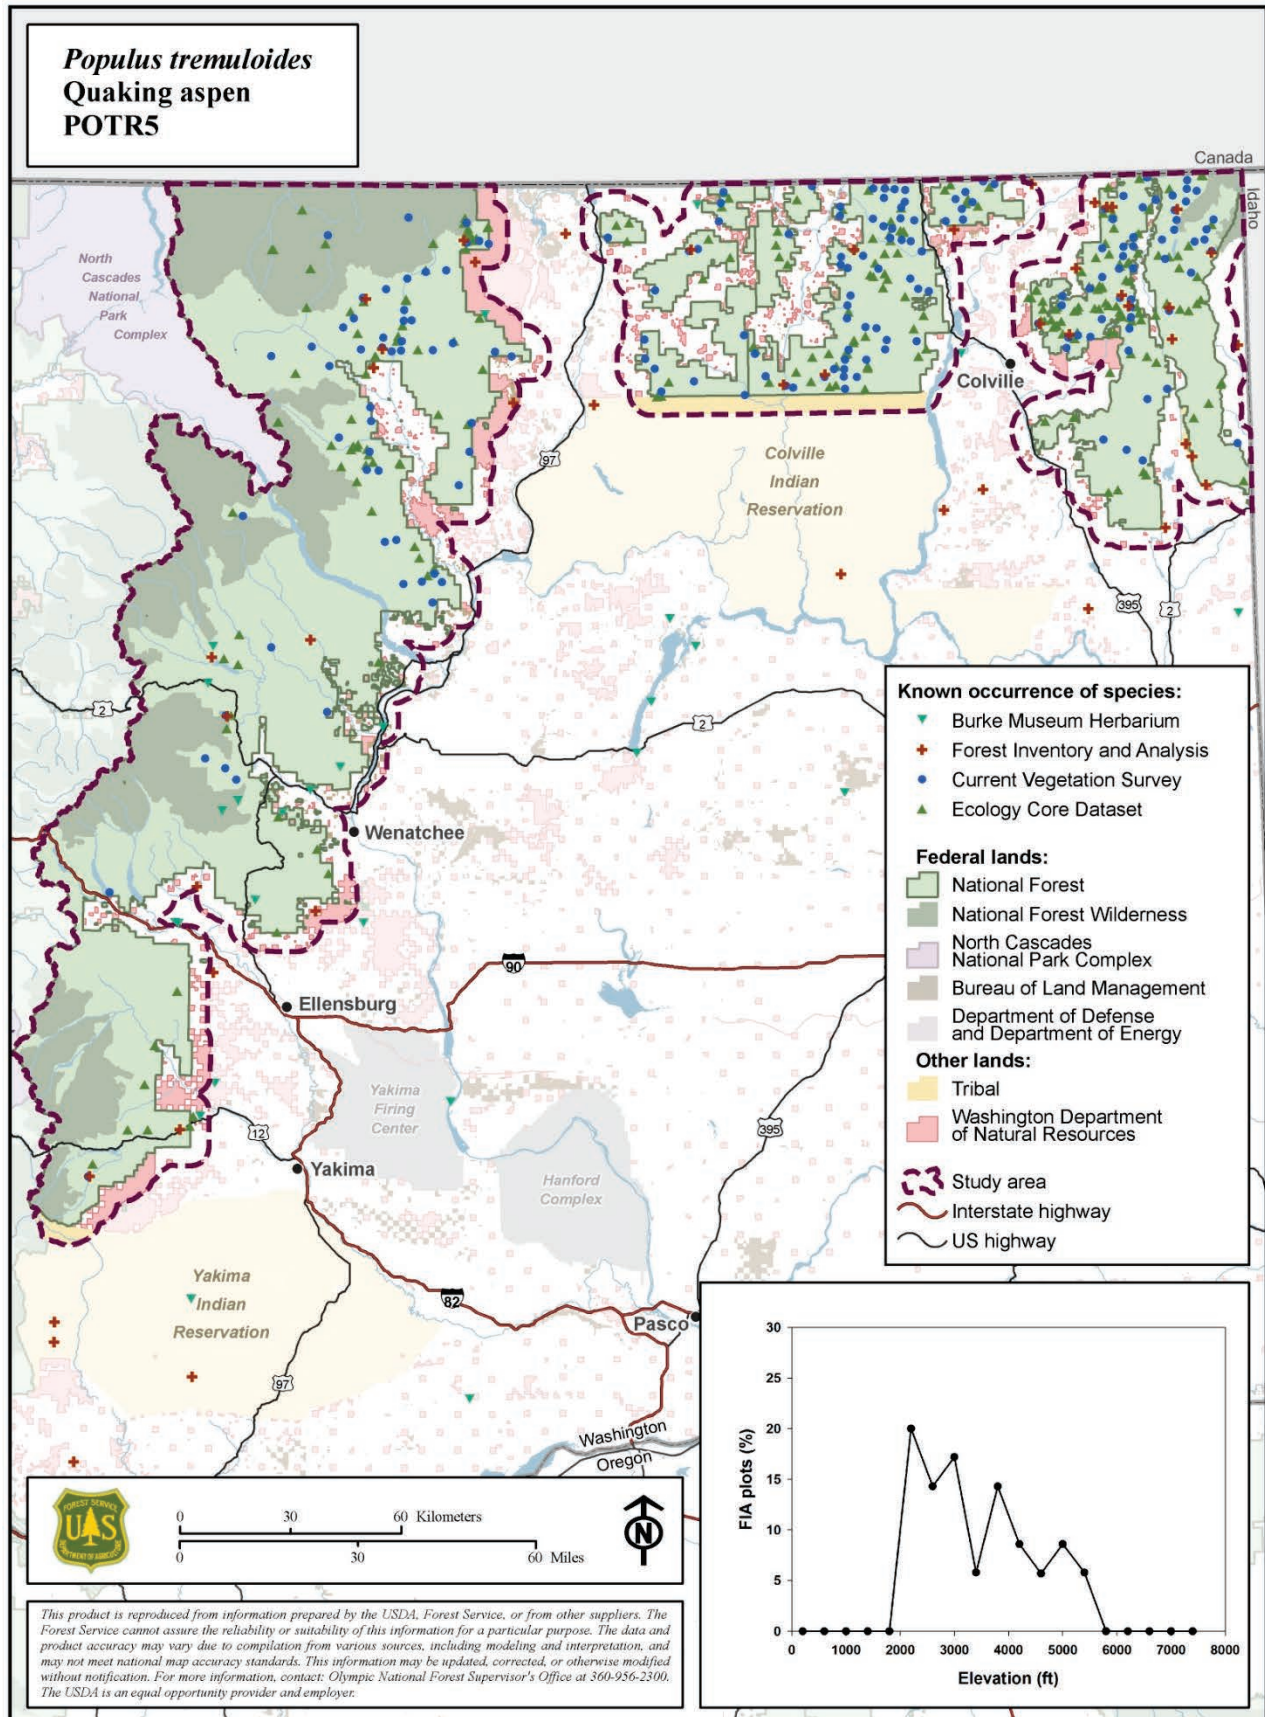 Populus tremuloides
Quaking aspen
POTR5
Canada
Idaho
North
Cascades
National
Park
Complex
Colville
97
Colville
Indian
Reservation
395
2
2
2
Wenatchee
90
Ellensburg
Yakima
Firing
Center
395
12
Yakima
Hanford
Complex
Yakima
Indian
Reservation
82
Pasco
97
Washington
Oregon
Known occurrence of species:
Burke Museum Herbarium
Forest Inventory and Analysis
Current Vegetation Survey
Ecology Core Dataset
Federal lands:
National Forest
National Forest Wilderness
North Cascades
National Park Complex
Bureau of Land Management
Department of Defense
and Department of Energy
Other lands:
Tribal
Washington Department
of Natural Resources
Study area
Interstate highway
US highway
FOREST SERVICE
U S
DEPARTMENT OF AGRICULTURE
0 30 60 Kilometers
0 30 60 Miles
N
This product is reproduced from information prepared by the USDA, Forest Service, or from other suppliers. The
Forest Service cannot assure the reliability or suitability of this information for a particular purpose. The data and
product accuracy may vary due to compilation from various sources, including modeling and interpretation, and
may not meet national map accuracy standards. This information may be updated, corrected, or otherwise modified
without notification. For more information, contact: Olympic National Forest Supervisor's Office at 360-956-2300.
The USDA is an equal opportunity provider and employer.
30
25
20
15
10
5
0
FIA plots (%)
0 1000 2000 3000 4000 5000 6000 7000 8000
Elevation (ft)